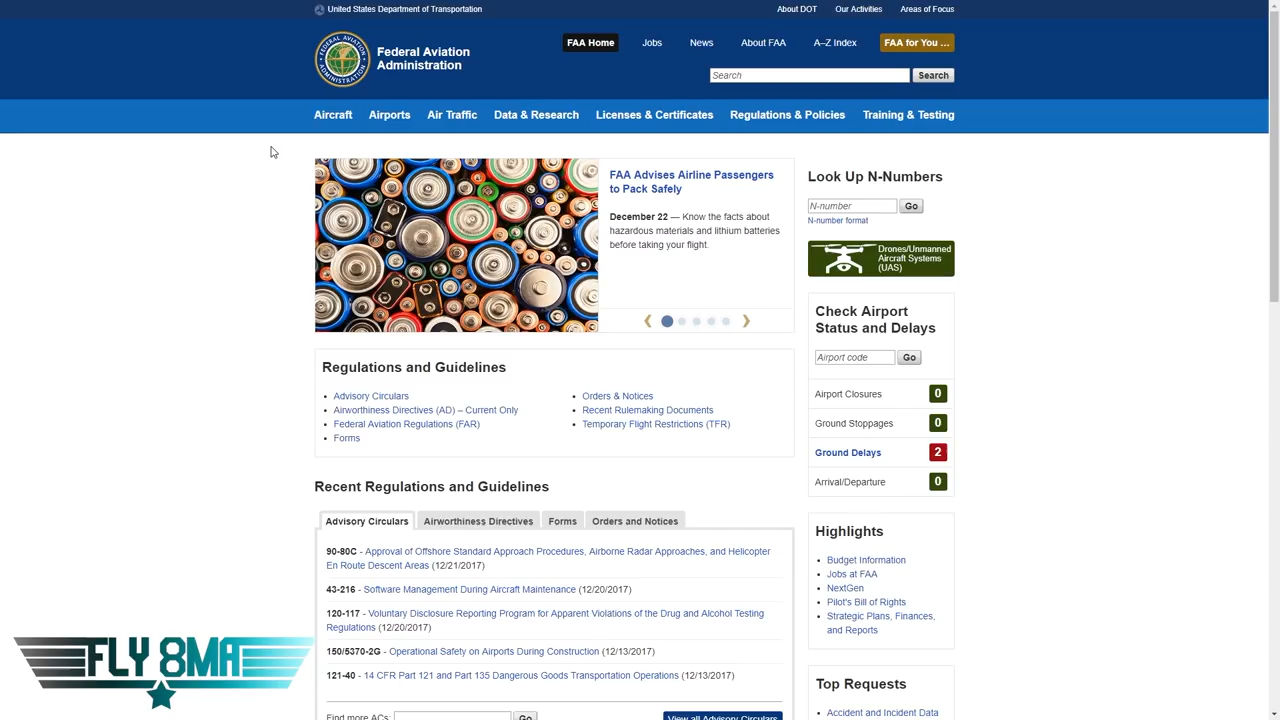 United States Department of Transportation
About DOT Our Activities Areas of Focus
Federal Aviation
Administration
FAA Home Jobs News About FAA A–Z Index FAA for You ...
Search Search
Aircraft Airports Air Traffic Data & Research Licenses & Certificates Regulations & Policies Training & Testing
FAA Advises Airline Passengers
to Pack Safely
December 22 — Know the facts about
hazardous materials and lithium batteries
before taking your flight.
Look Up N-Numbers
N-number Go
N-number format
Drones/Unmanned
Aircraft Systems
(UAS)
Check Airport
Status and Delays
Airport code Go
Airport Closures 0
Ground Stoppages 0
Ground Delays 2
Arrival/Departure 0
Regulations and Guidelines
Advisory Circulars
Airworthiness Directives (AD) – Current Only
Federal Aviation Regulations (FAR)
Forms
Orders & Notices
Recent Rulemaking Documents
Temporary Flight Restrictions (TFR)
Recent Regulations and Guidelines
Advisory Circulars Airworthiness Directives Forms Orders and Notices
90-80C - Approval of Offshore Standard Approach Procedures, Airborne Radar Approaches, and Helicopter
En Route Descent Areas (12/21/2017)
43-216 - Software Management During Aircraft Maintenance (12/20/2017)
120-117 - Voluntary Disclosure Reporting Program for Apparent Violations of the Drug and Alcohol Testing
Regulations (12/20/2017)
150/5370-2G - Operational Safety on Airports During Construction (12/13/2017)
121-40 - 14 CFR Part 121 and Part 135 Dangerous Goods Transportation Operations (12/13/2017)
Find more ACs: Go View all Advisory Circulars
Highlights
Budget Information
Jobs at FAA
NextGen
Pilot's Bill of Rights
Strategic Plans, Finances,
and Reports
Top Requests
Accident and Incident Data
FLY 8MA